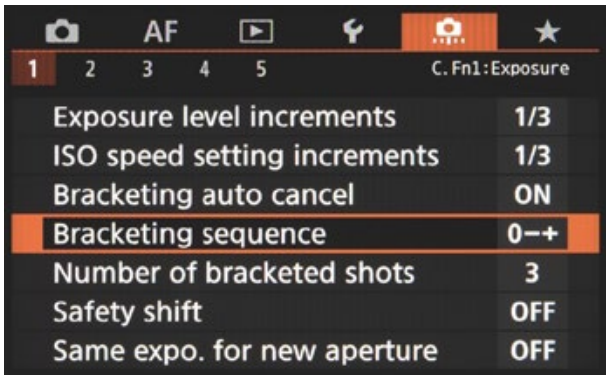 AF
1 2 3 4 5 C.Fn1:Exposure
Exposure level increments 1/3
ISO speed setting increments 1/3
Bracketing auto cancel ON
Bracketing sequence 0−+
Number of bracketed shots 3
Safety shift OFF
Same expo. for new aperture OFF